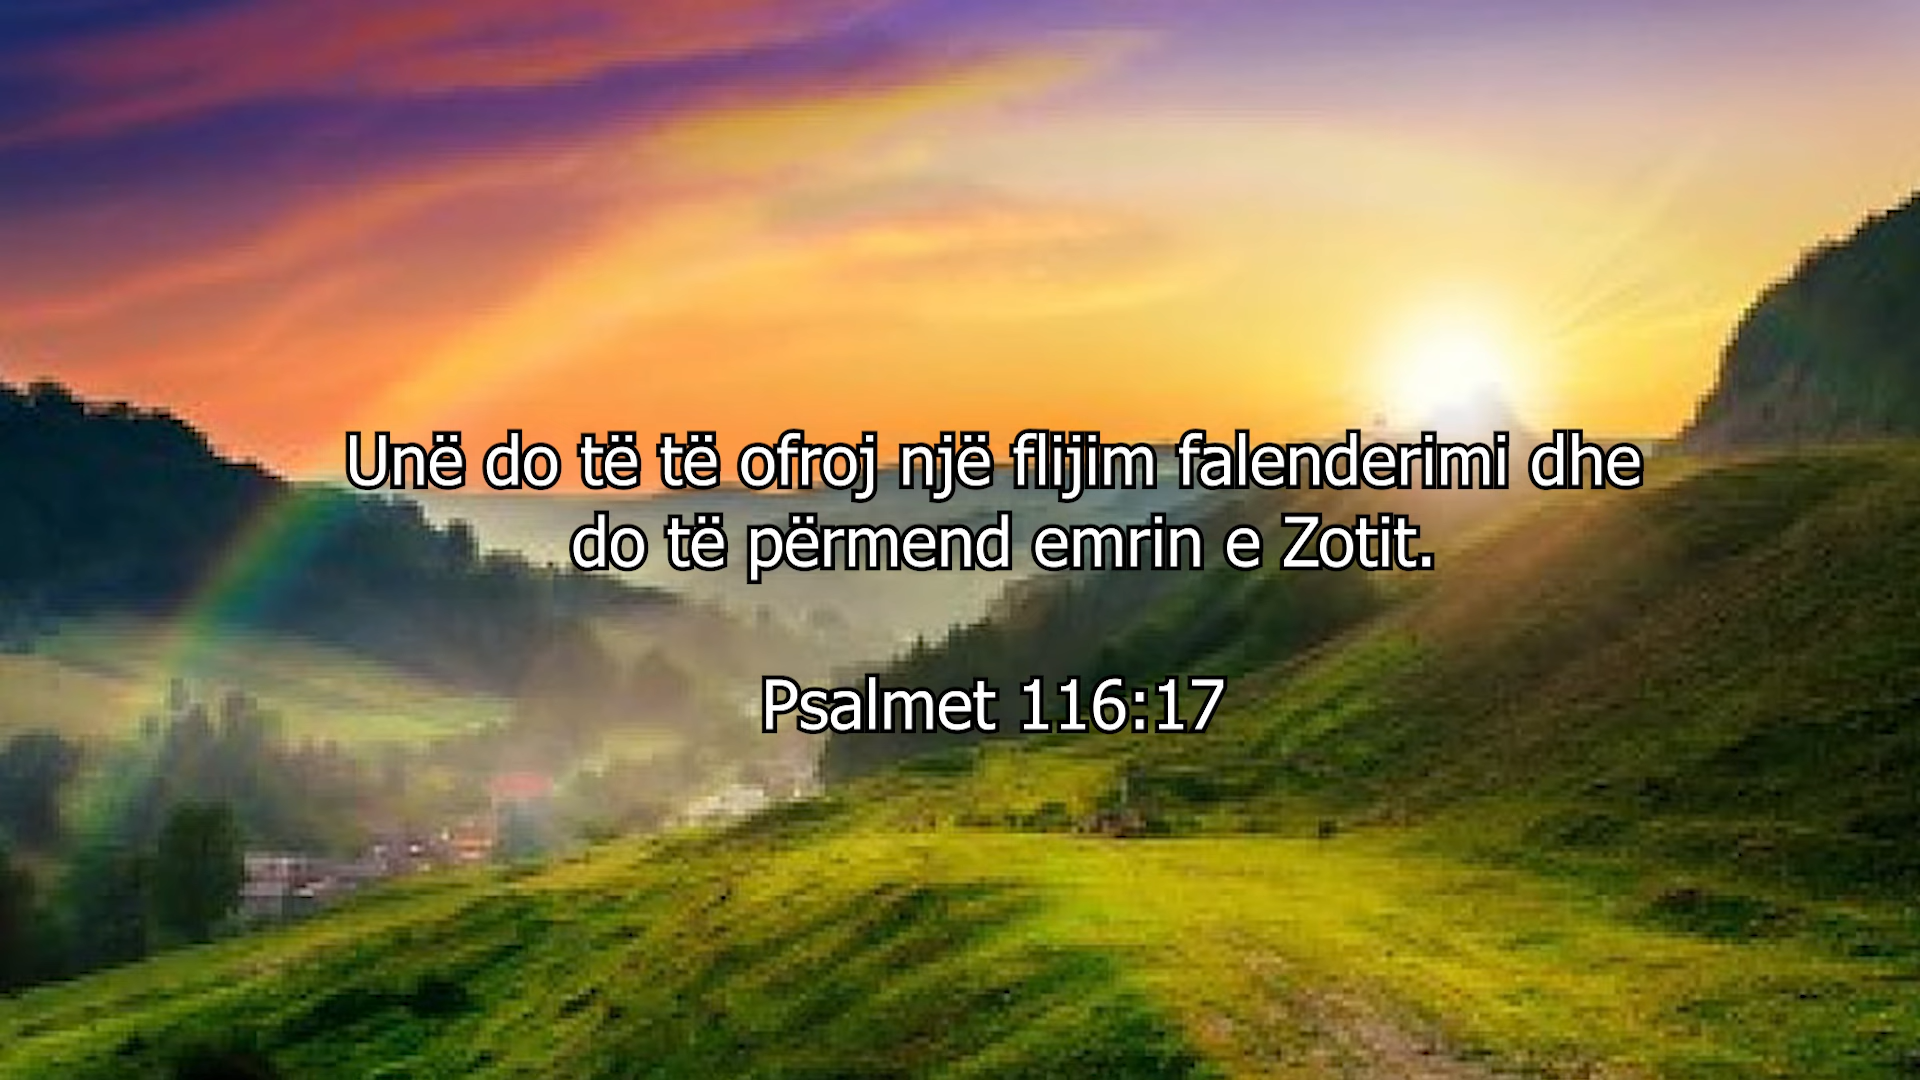 Unë do të të ofroj një flijim falenderimi dhe
do të përmend emrin e Zotit.
Psalmet 116:17